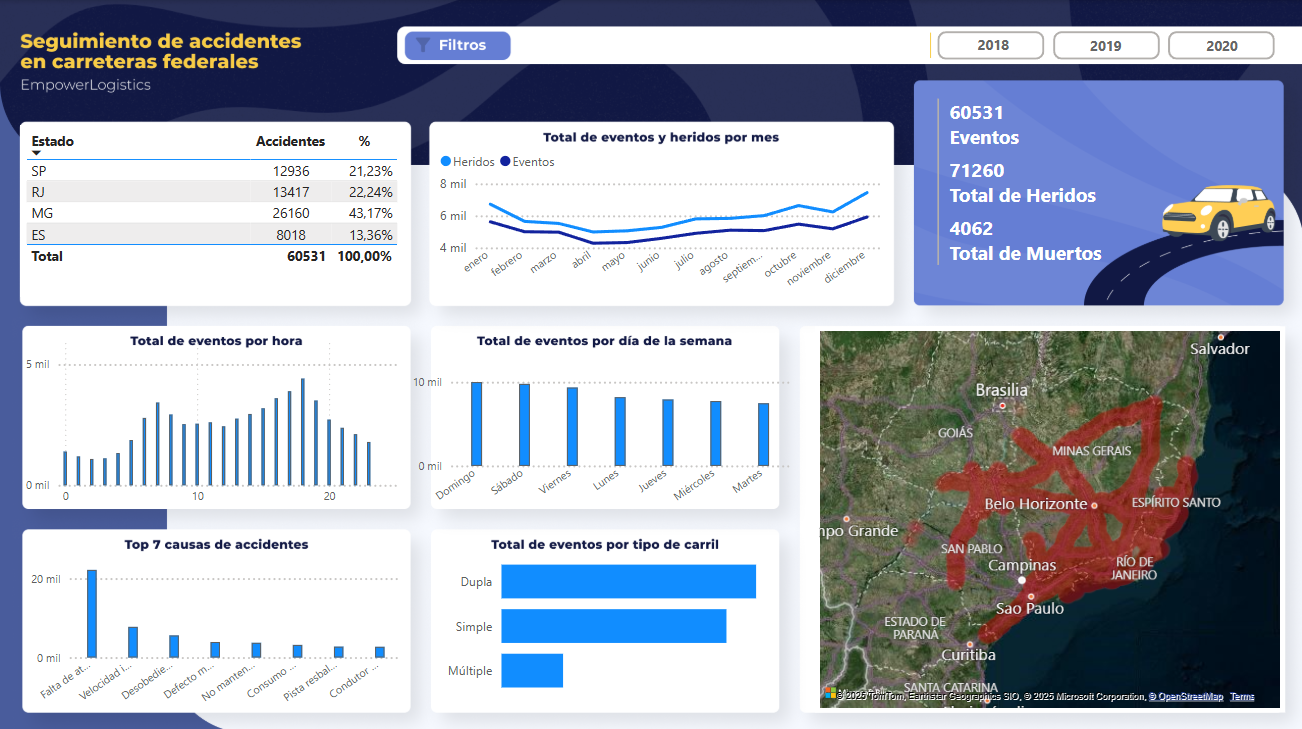 Seguimiento de accidentes
en carreteras federales
EmpowerLogistics
Filtros
2018
2019
2020
Estado Accidentes %
SP 12936 21,23%
RJ 13417 22,24%
MG 26160 43,17%
ES 8018 13,36%
Total 60531 100,00%
Total de eventos y heridos por mes
Heridos Eventos
8 mil
6 mil
4 mil
enero febrero marzo abril mayo junio julio agosto septiem... octubre noviembre diciembre
60531
Eventos
71260
Total de Heridos
4062
Total de Muertos
Total de eventos por hora
5 mil
0 mil
0 10 20
Total de eventos por día de la semana
10 mil
0 mil
Domingo Sábado Viernes Lunes Jueves Miércoles Martes
Top 7 causas de accidentes
20 mil
0 mil
Falta de at... Velocidad i... Desobedie... Defecto m... No manten... Consumo ... Pista resbal... Condutor ...
Total de eventos por tipo de carril
Dupla
Simple
Múltiple
Salvador
Brasilia
GOIÁS
MINAS GERAIS
Belo Horizonte
ESPÍRITO SANTO
mpo Grande
SAN PABLO
Campinas
RÍO DE
JANEIRO
Sao Paulo
ESTADO DE
PARANÁ
Curitiba
SANTA CATARINA
© 2025 TomTom, Earthstar Geographics SIO, © 2025 Microsoft Corporation, © OpenStreetMap Terms